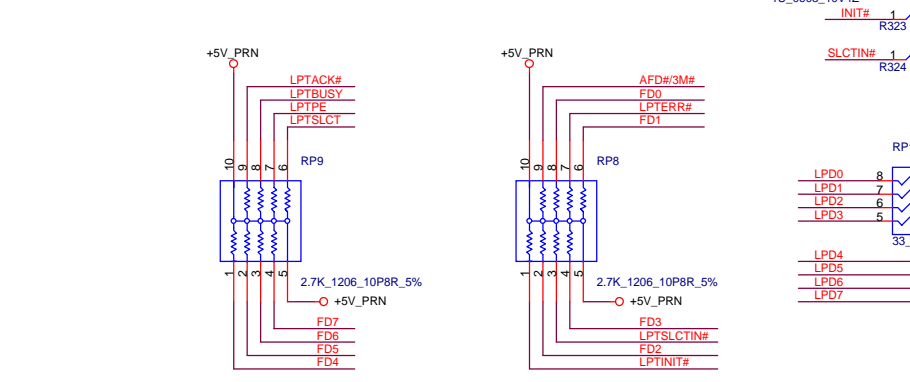 INIT# 1
R323
SLCTIN# 1
R324
+5V_PRN
LPTACK#
LPTBUSY
LPTPE
LPTSLCT
10 9 8 7 6
RP9
1 2 3 4 5
2.7K_1206_10P8R_5%
+5V_PRN
FD7
FD6
FD5
FD4
+5V_PRN
AFD#/3M#
FD0
LPTERR#
FD1
10 9 8 7 6
RP8
1 2 3 4 5
2.7K_1206_10P8R_5%
+5V_PRN
FD3
LPTSLCTIN#
FD2
LPTINIT#
LPD0 8
LPD1 7
LPD2 6
LPD3 5
33_
LPD4
LPD5
LPD6
LPD7